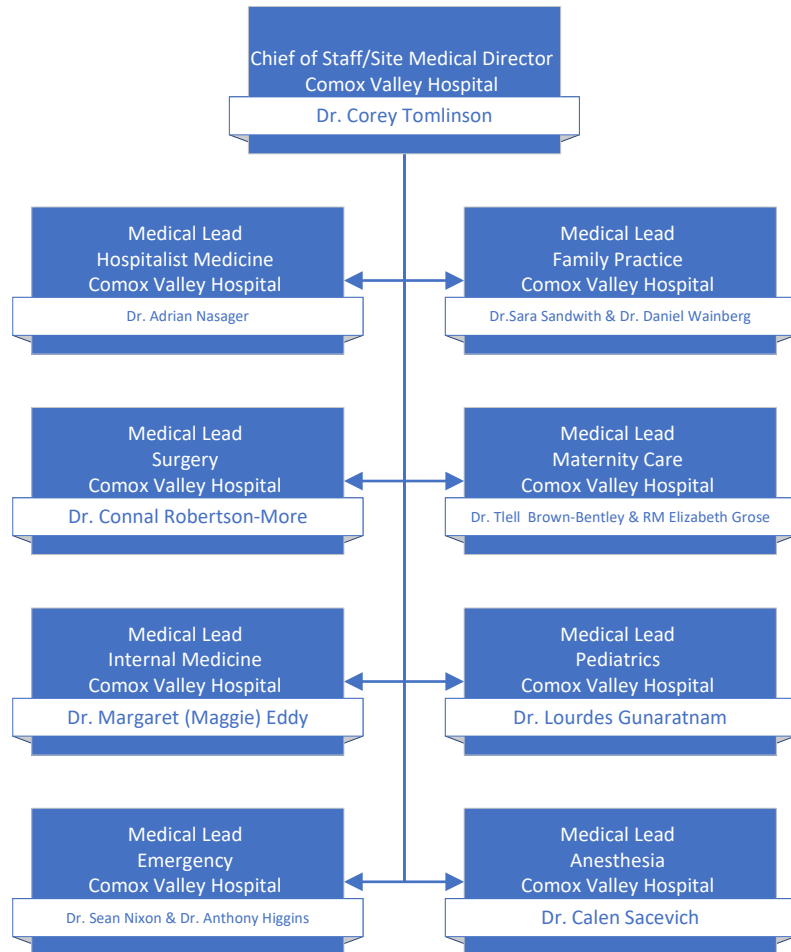 Chief of Staff/Site Medical Director
Comox Valley Hospital
Dr. Corey Tomlinson
Medical Lead
Hospitalist Medicine
Comox Valley Hospital
Dr. Adrian Nasager
Medical Lead
Family Practice
Comox Valley Hospital
Dr.Sara Sandwith & Dr. Daniel Wainberg
Medical Lead
Surgery
Comox Valley Hospital
Dr. Connal Robertson-More
Medical Lead
Maternity Care
Comox Valley Hospital
Dr. Tlell Brown-Bentley & RM Elizabeth Grose
Medical Lead
Internal Medicine
Comox Valley Hospital
Dr. Margaret (Maggie) Eddy
Medical Lead
Pediatrics
Comox Valley Hospital
Dr. Lourdes Gunaratnam
Medical Lead
Emergency
Comox Valley Hospital
Dr. Sean Nixon & Dr. Anthony Higgins
Medical Lead
Anesthesia
Comox Valley Hospital
Dr. Calen Sacevich